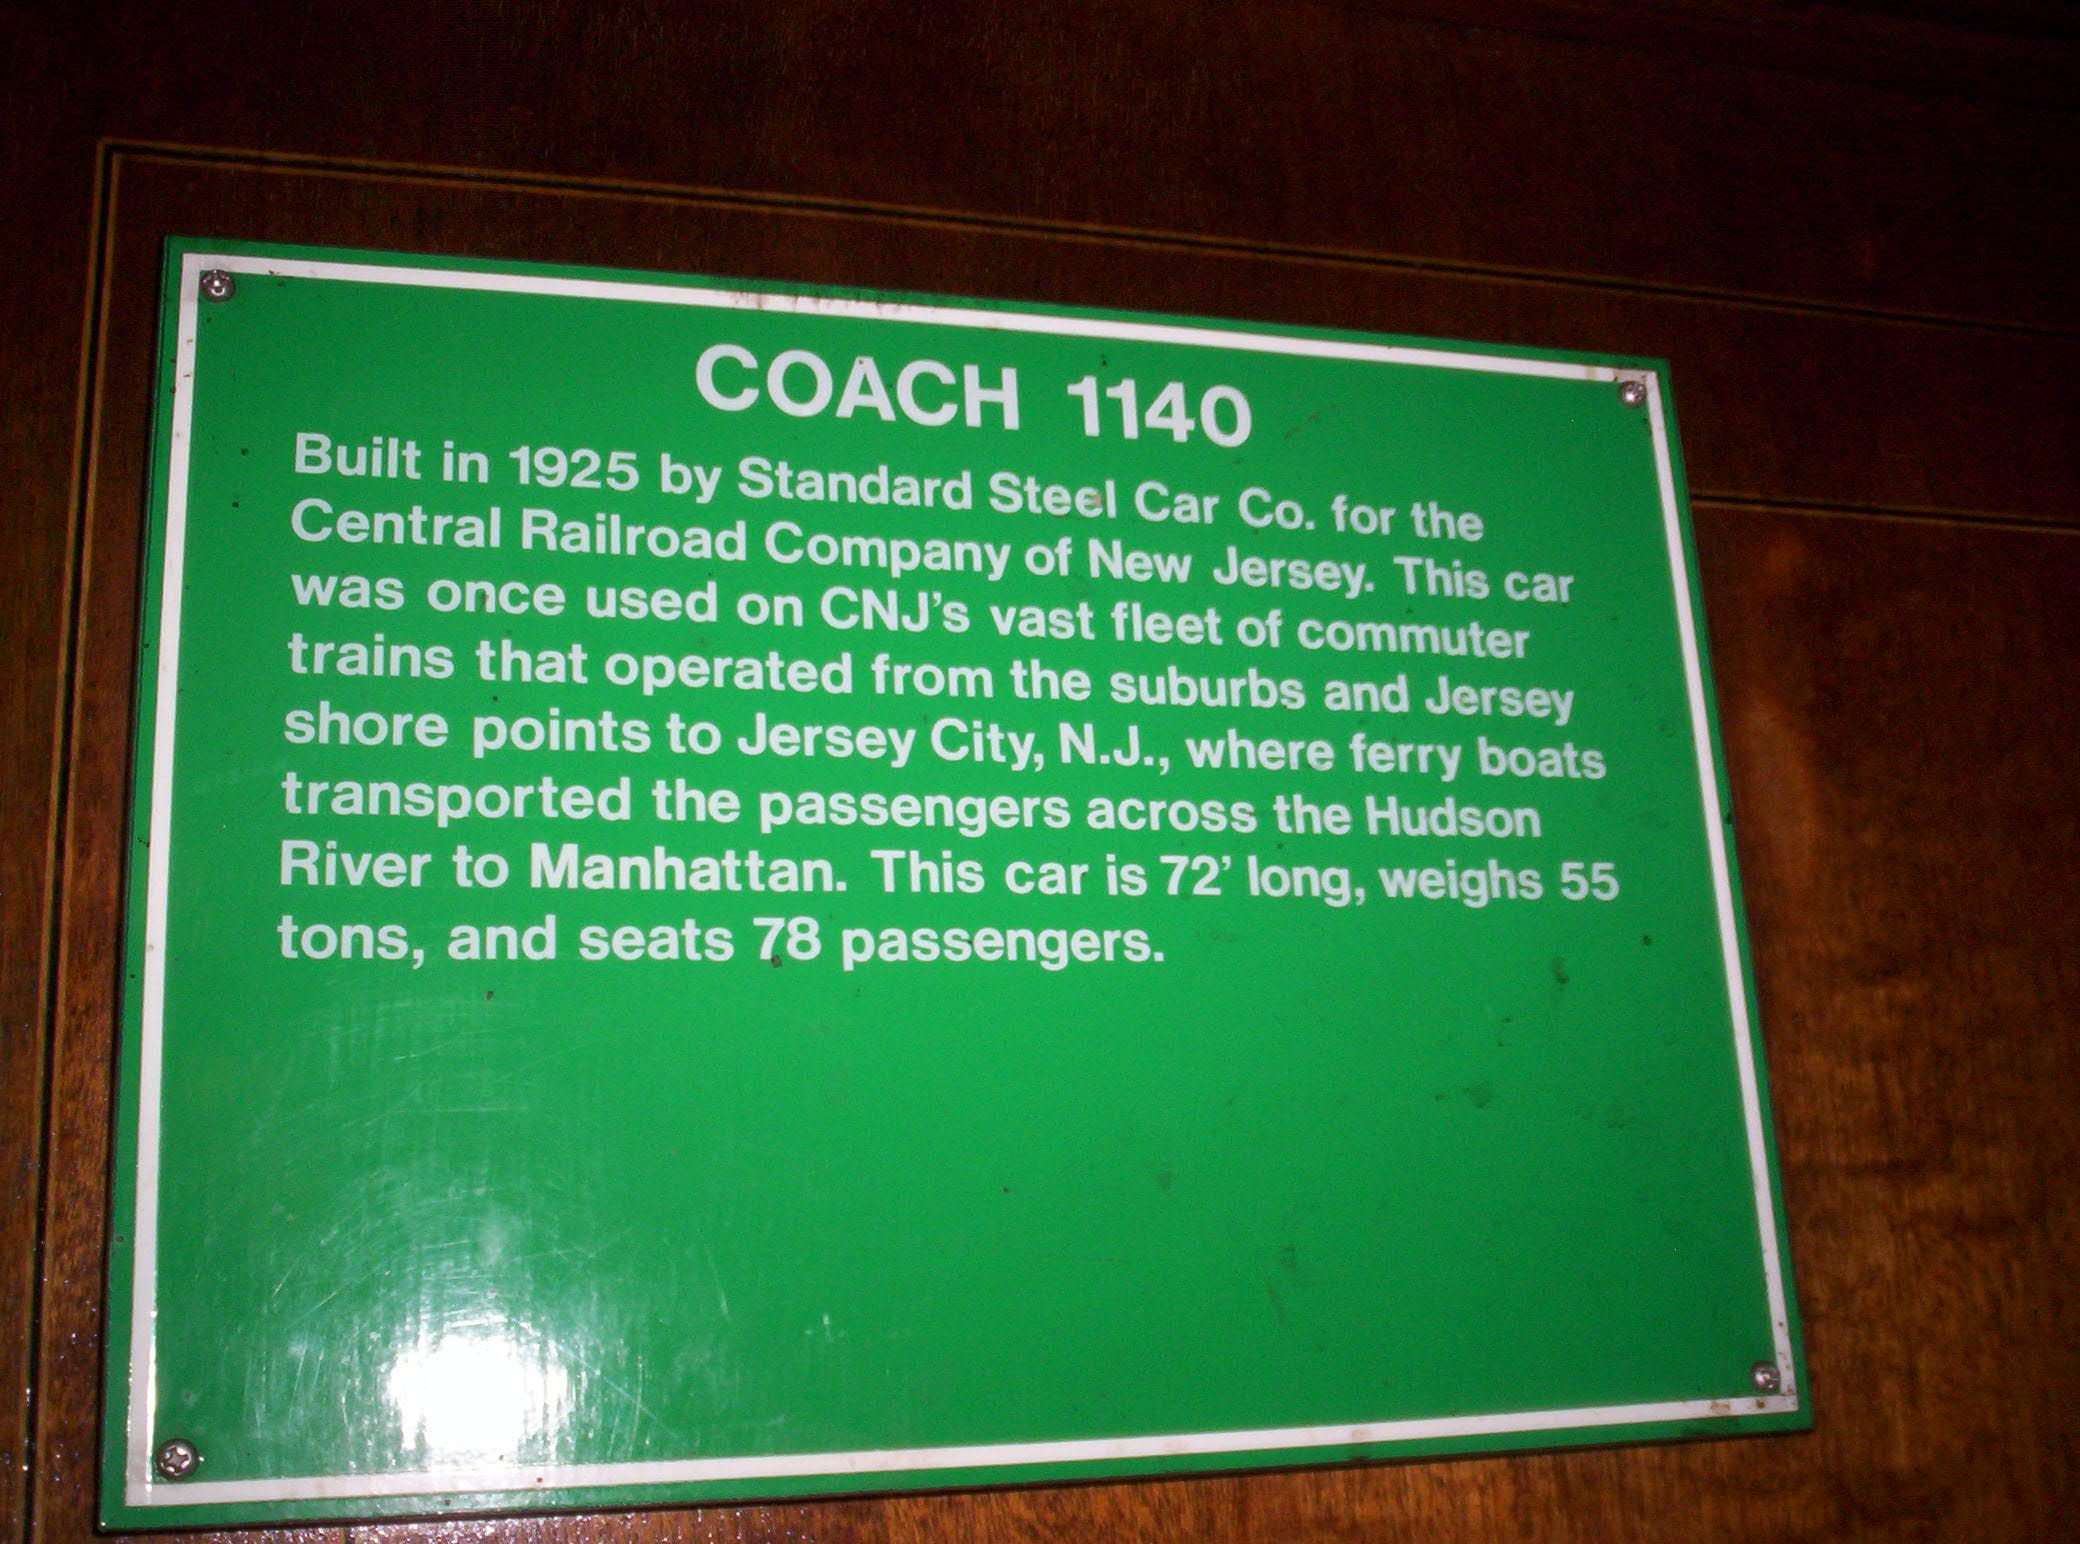 COACH 1140
Built in 1925 by Standard Steel Car Co. for the
Central Railroad Company of New Jersey. This car
was once used on CNJ's vast fleet of commuter
trains that operated from the suburbs and Jersey
shore points to Jersey City, N.J., where ferry boats
transported the passengers across the Hudson
River to Manhattan. This car is 72' long, weighs 55
tons, and seats 78 passengers.